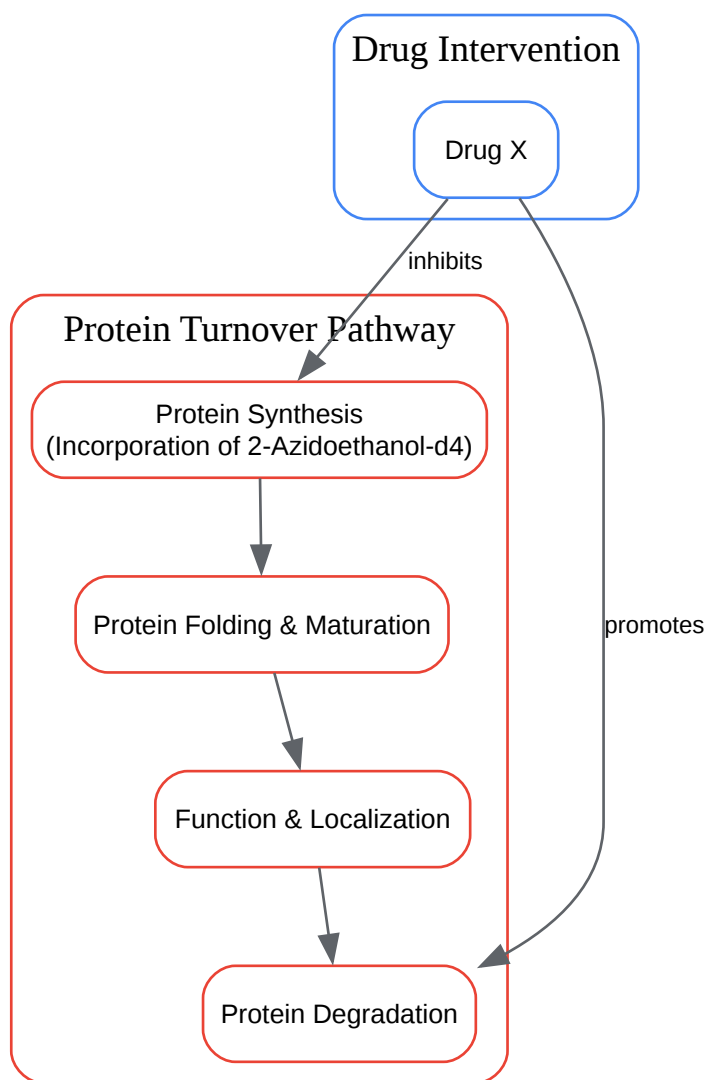 Drug Intervention
Drug X
inhibits
Protein Turnover Pathway
Protein Synthesis
(Incorporation of 2-Azidoethanol-d4)
Protein Folding & Maturation
promotes
Function & Localization
Protein Degradation